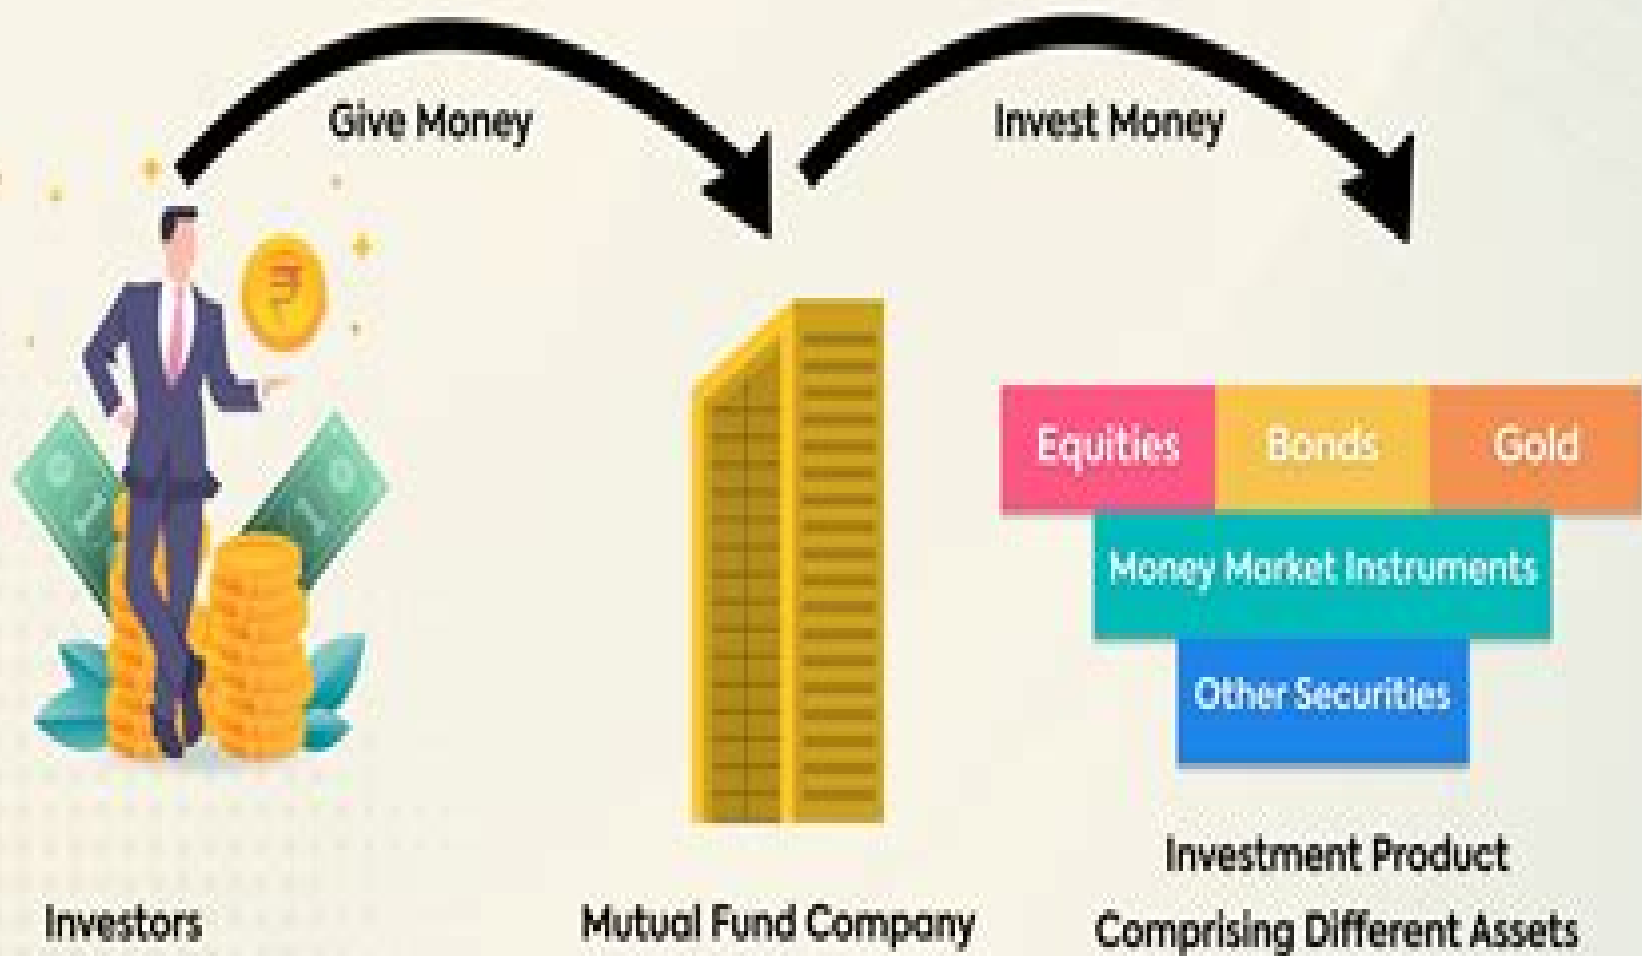 Give Money
Invest Money
₹
Equities
Bonds
Gold
Money Market Instruments
Other Securities
Investors
Mutual Fund Company
Investment Product
Comprising Different Assets